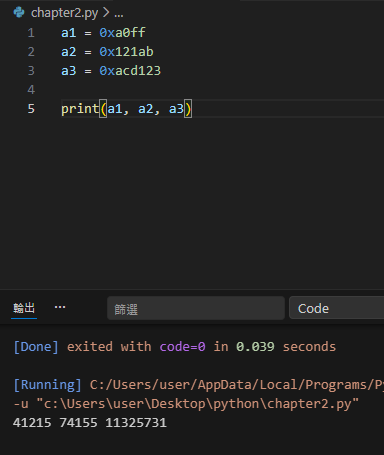 chapter2.py > ...
1 a1 = 0xa0ff
2 a2 = 0x121ab
3 a3 = 0xacd123
4
5 print(a1, a2, a3)
輸出 ··· 篩選 Code
[Done] exited with code=0 in 0.039 seconds
[Running] C:/Users/user/AppData/Local/Programs/Py
-u "c:\Users\user\Desktop\python\chapter2.py"
41215 74155 11325731